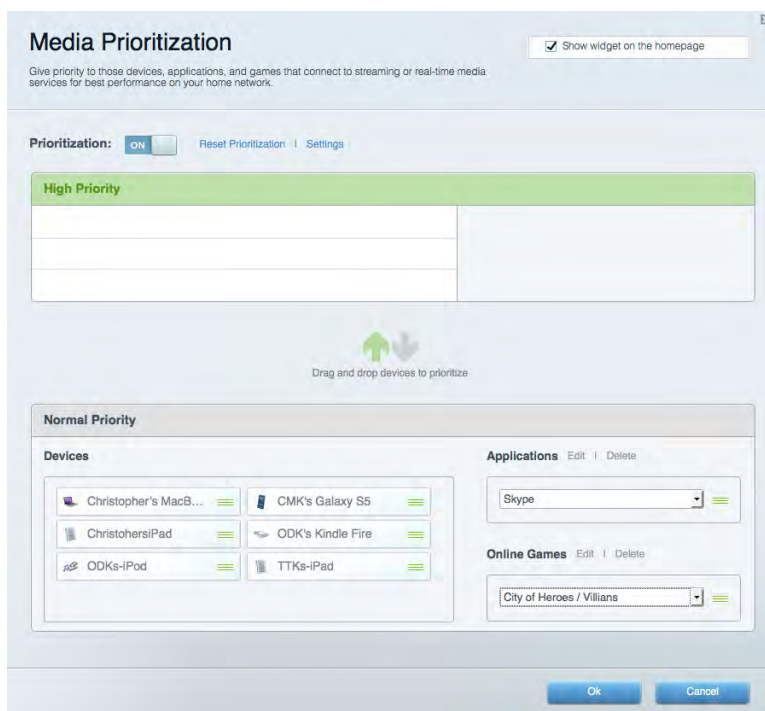 Media Prioritization
Show widget on the homepage
Give priority to those devices, applications, and games that connect to streaming or real-time media
services for best performance on your home network.
Prioritization: ON Reset Prioritization | Settings
High Priority
Drag and drop devices to prioritize
Normal Priority
Devices
Applications Edit | Delete
Christopher's MacB... CMK's Galaxy S5
Skype
ChristohersiPad ODK's Kindle Fire
Online Games Edit | Delete
ODKs-iPod TTKs-iPad
City of Heroes / Villians
Ok Cancel